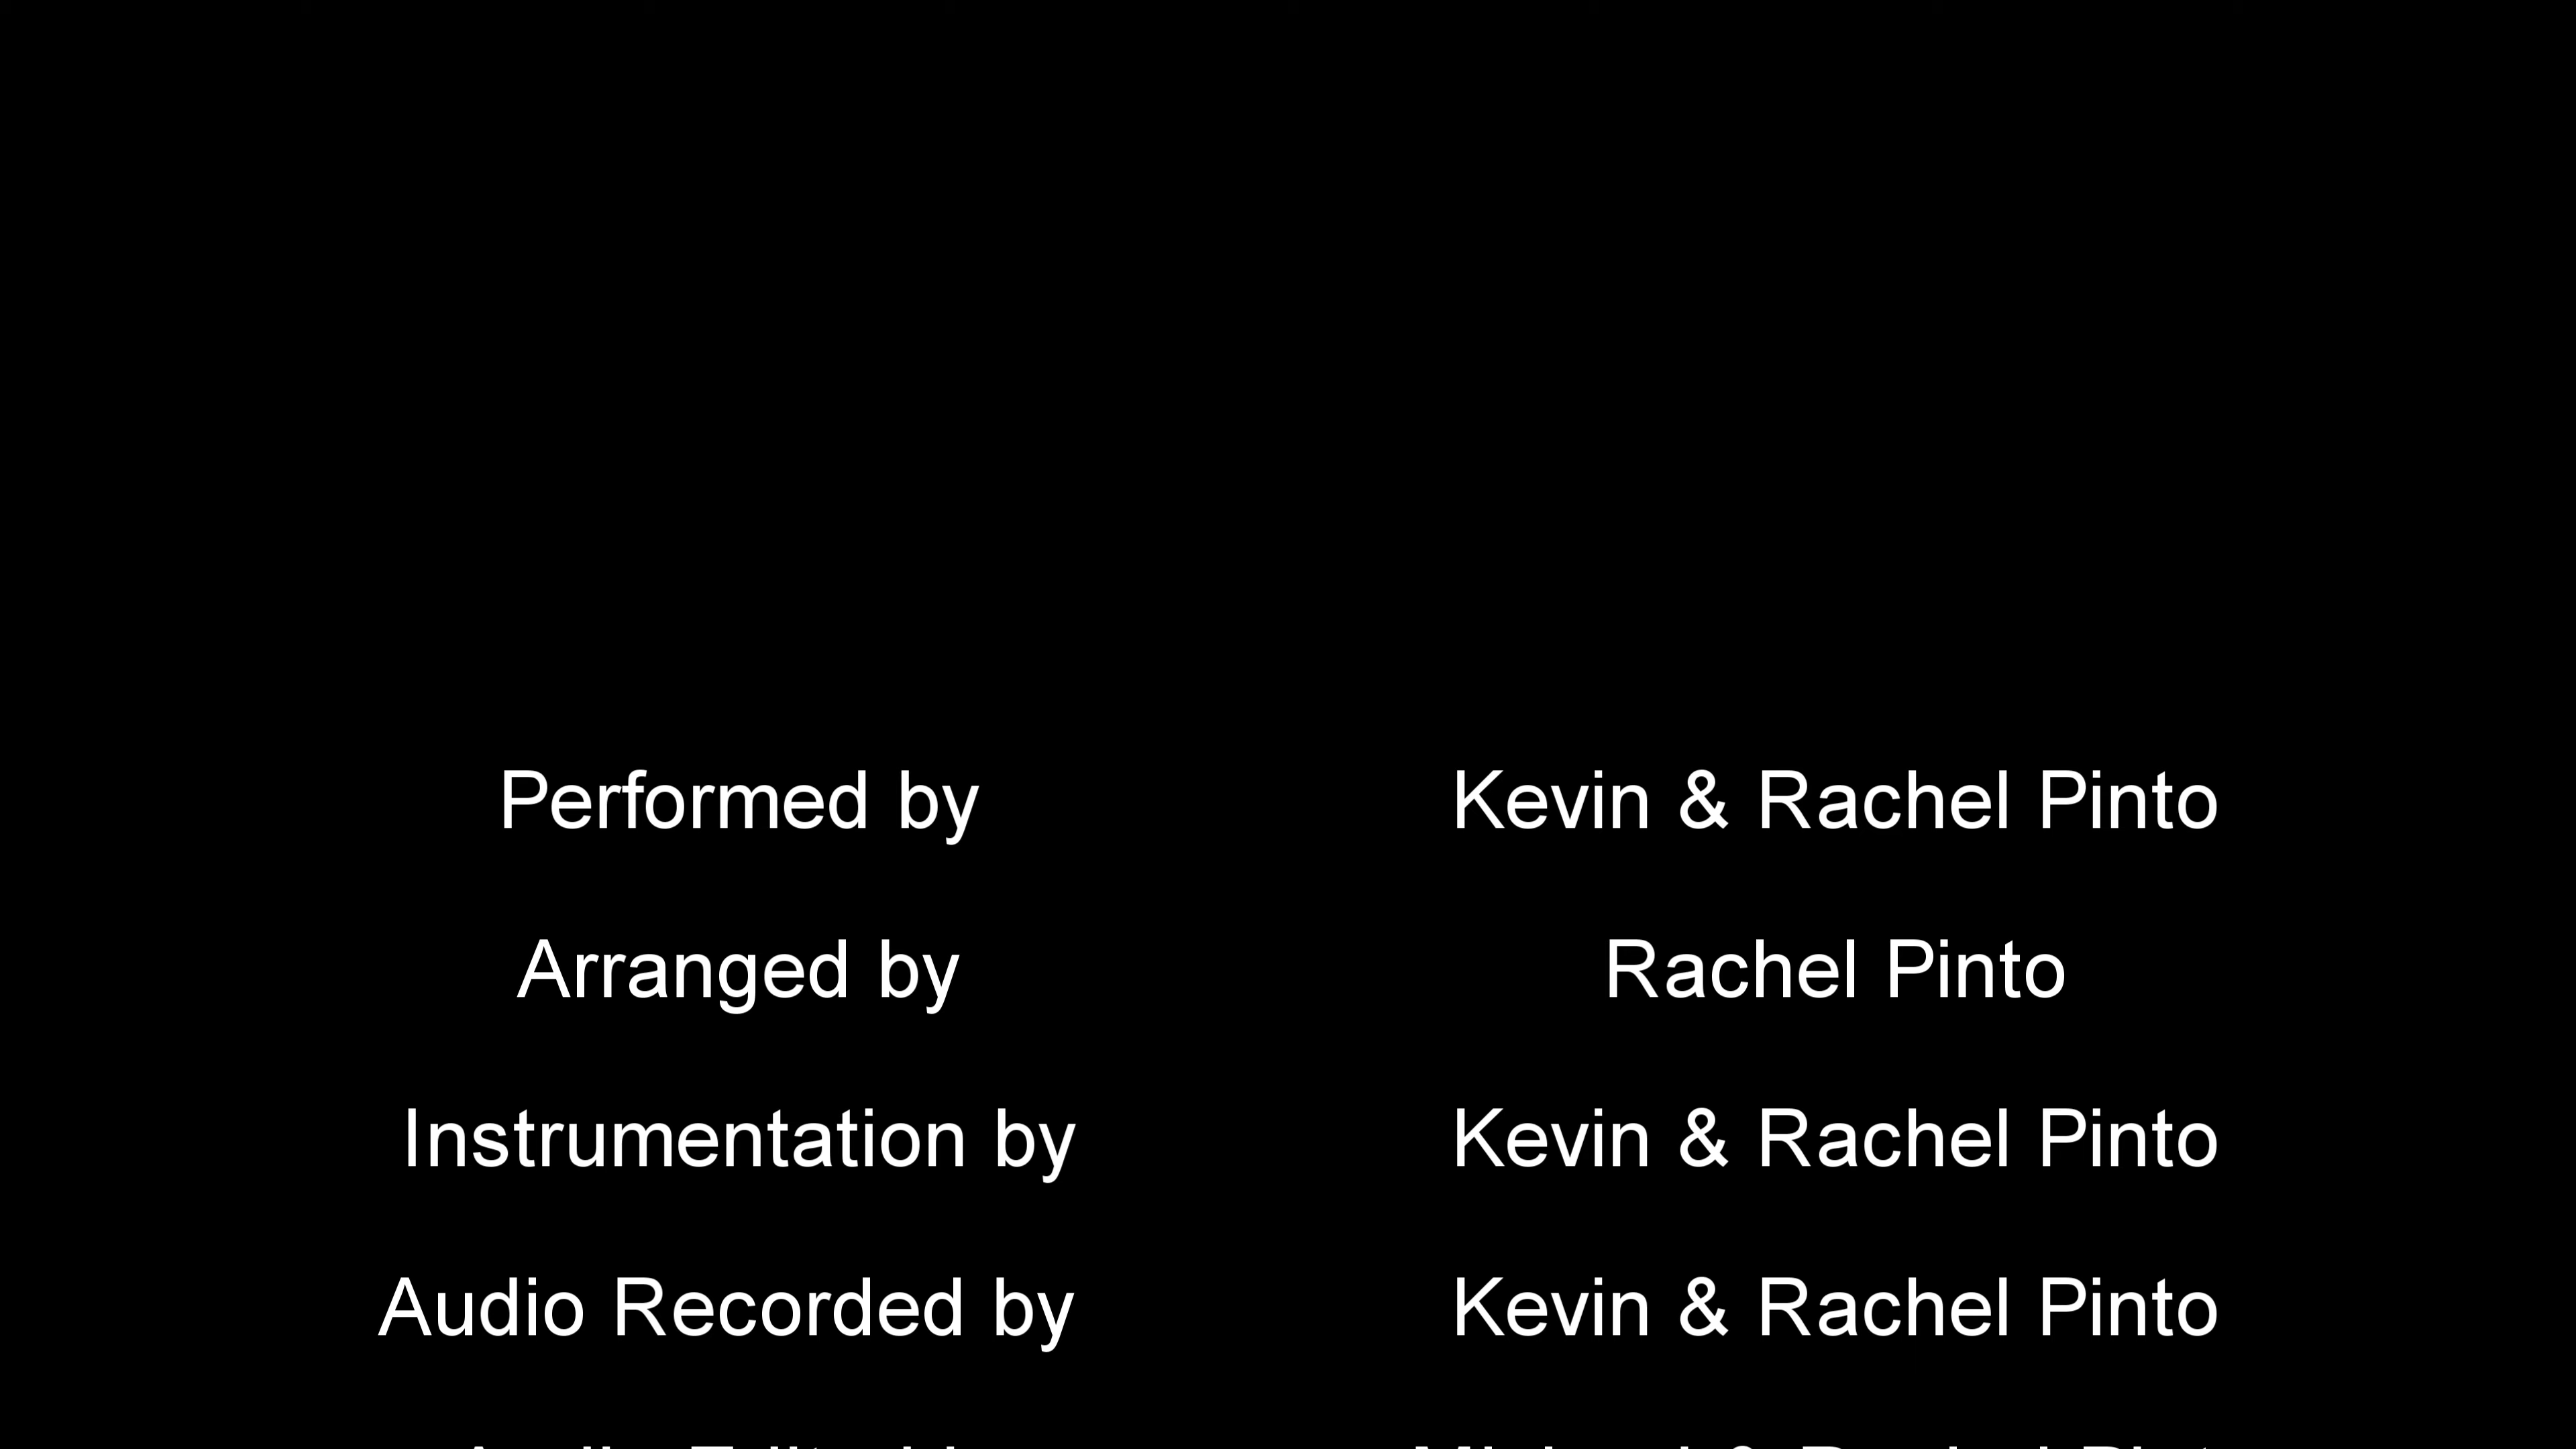 Performed by Kevin & Rachel Pinto
Arranged by Rachel Pinto
Instrumentation by Kevin & Rachel Pinto
Audio Recorded by Kevin & Rachel Pinto